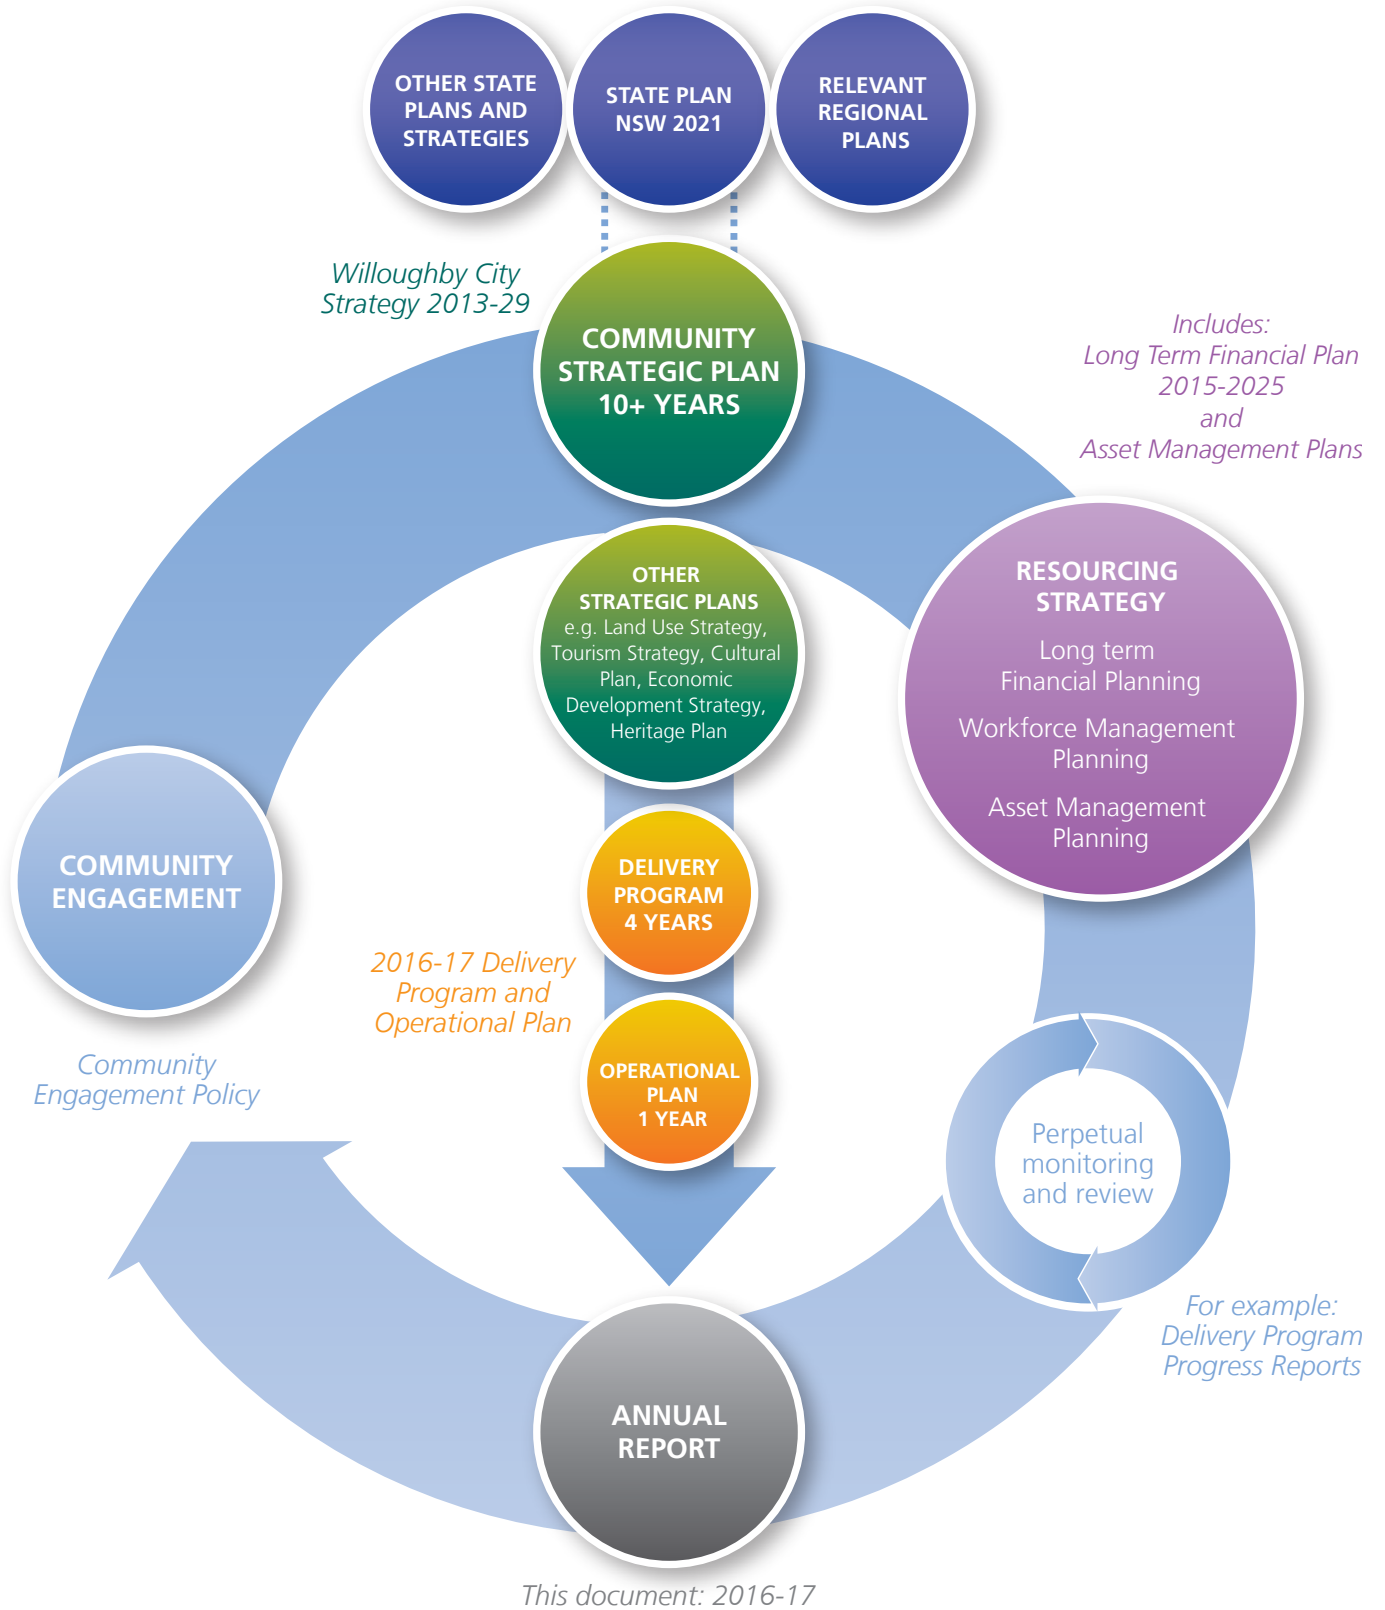 OTHER STATE
PLANS AND
STRATEGIES
STATE PLAN
NSW 2021
RELEVANT
REGIONAL
PLANS
Willoughby City
Strategy 2013-29
COMMUNITY
STRATEGIC PLAN
10+ YEARS
Includes:
Long Term Financial Plan
2015-2025
and
Asset Management Plans
OTHER
STRATEGIC PLANS
e.g. Land Use Strategy,
Tourism Strategy, Cultural
Plan, Economic
Development Strategy,
Heritage Plan
RESOURCING
STRATEGY
Long term
Financial Planning
Workforce Management
Planning
Asset Management
Planning
COMMUNITY
ENGAGEMENT
Community
Engagement Policy
DELIVERY
PROGRAM
4 YEARS
2016-17 Delivery
Program and
Operational Plan
OPERATIONAL
PLAN
1 YEAR
Perpetual
monitoring
and review
For example:
Delivery Program
Progress Reports
ANNUAL
REPORT
This document: 2016-17